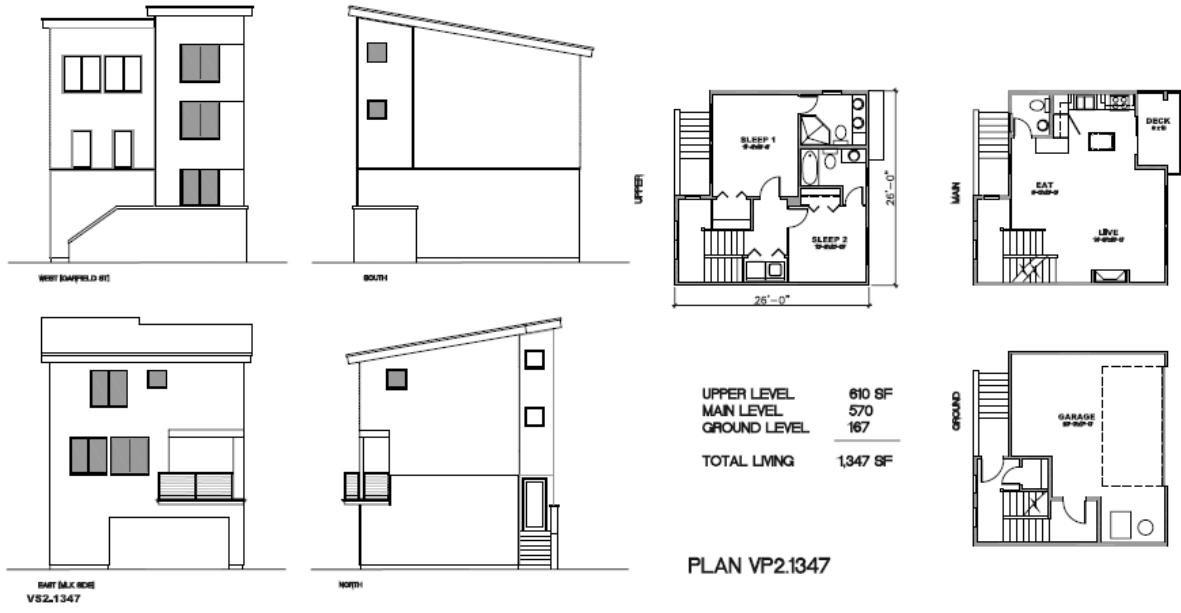 WEST [GARFIELD ST]
SOUTH
EAST [MLK SIDE]
VS2.1347
NORTH
UPPER
SLEEP 1
SLEEP 2
26'-0"
26'-0"
MAIN
DECK
EAT
LIVE
GROUND
GARAGE
UPPER LEVEL 610 SF
MAIN LEVEL 570
GROUND LEVEL 167
TOTAL LIVING 1,347 SF
PLAN VP2.1347